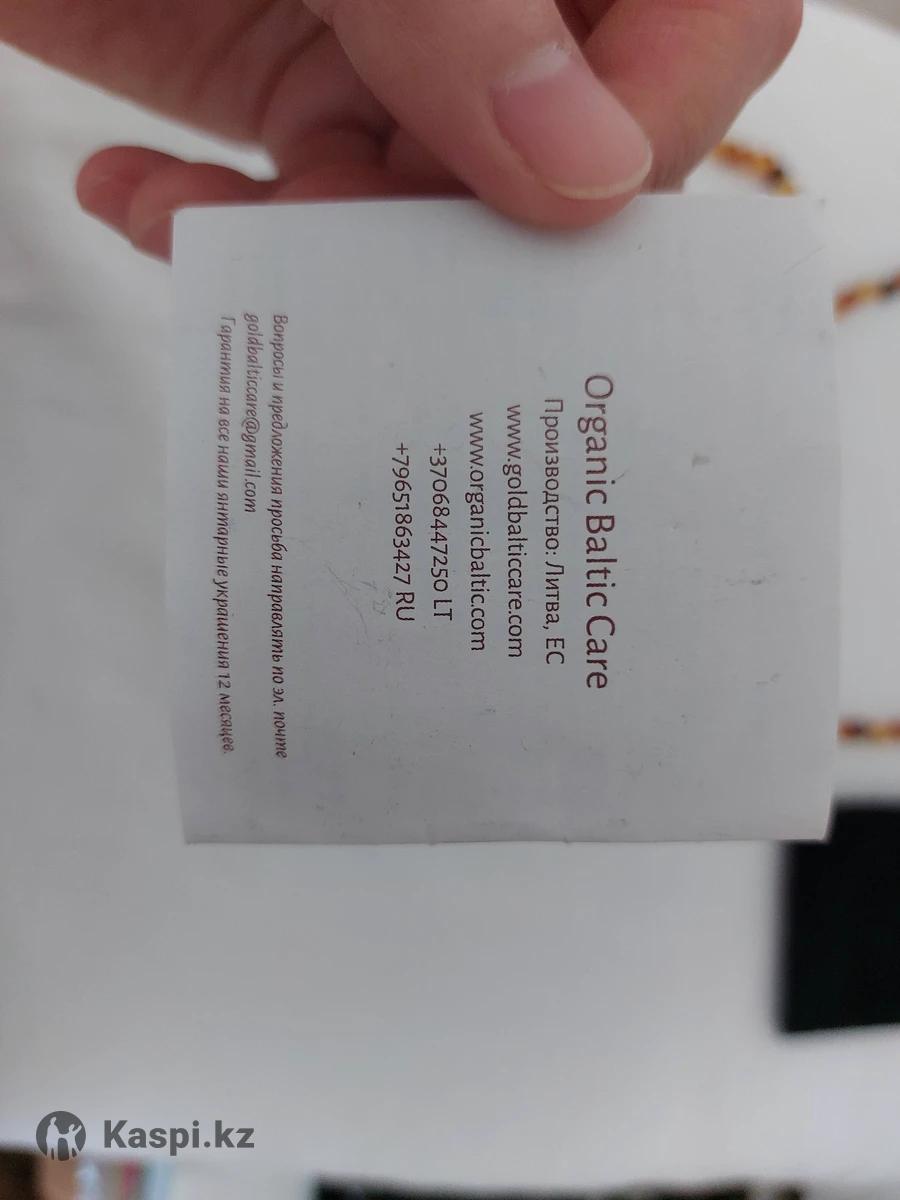 Organic Baltic Care
Производство: Литва, ЕС
www.goldbalticcare.com
www.organicbaltic.com
+37068447250 LT
+79651863427 RU
Вопросы и предложения просьба направлять по эл. почте
goldbalticcare@gmail.com
Гарантия на все наши янтарные украшения 12 месяцев.
Kaspi.kz